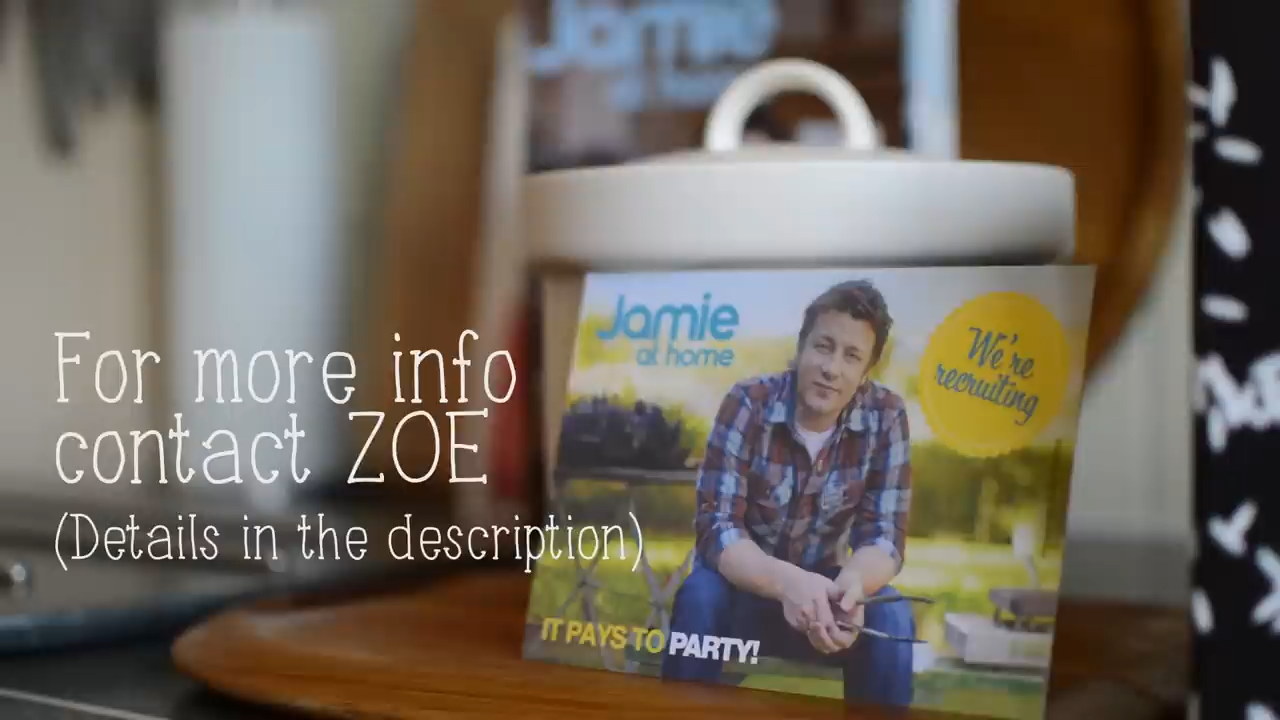 Jamie
For more info
contact ZOE
(Details in the description)
Jamie
at home
We're
recruiting
IT PAYS TO PARTY!